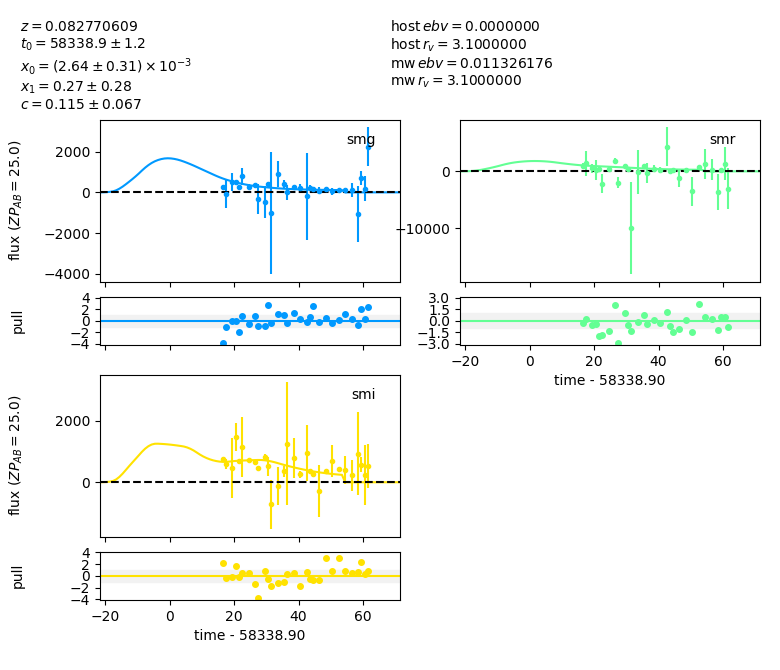 z = 0.082770609
t₀ = 58338.9 ± 1.2
x₀ = (2.64 ± 0.31) × 10⁻³
x₁ = 0.27 ± 0.28
c = 0.115 ± 0.067
host ebv = 0.0000000
host r_v = 3.1000000
mw ebv = 0.011326176
mw r_v = 3.1000000
smg
flux (ZP_AB = 25.0)
2000
0
−2000
−4000
pull
4
2
0
−2
−4
smr
0
−10000
3.0
1.5
0.0
−1.5
−3.0
−20 0 20 40 60
time - 58338.90
smi
flux (ZP_AB = 25.0)
2000
0
pull
4
2
0
−2
−4
−20 0 20 40 60
time - 58338.90